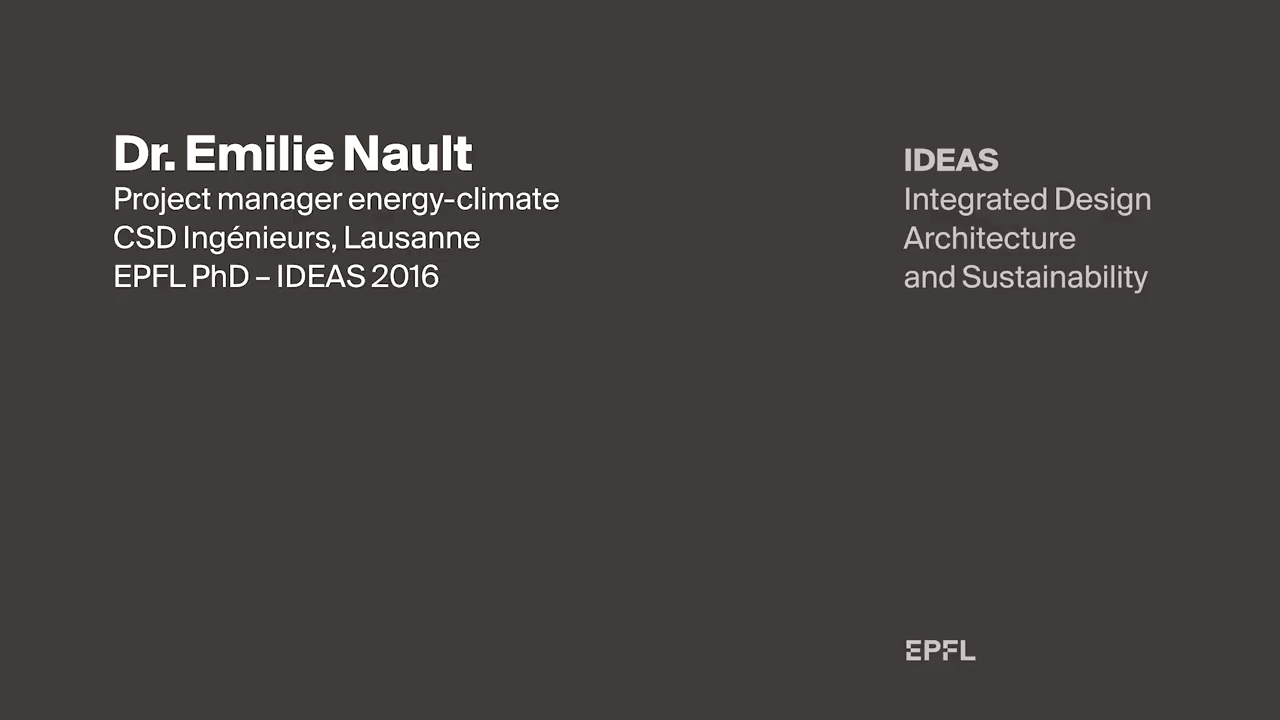 Dr. Emilie Nault
Project manager energy-climate
CSD Ingénieurs, Lausanne
EPFL PhD – IDEAS 2016
IDEAS
Integrated Design
Architecture
and Sustainability
EPFL